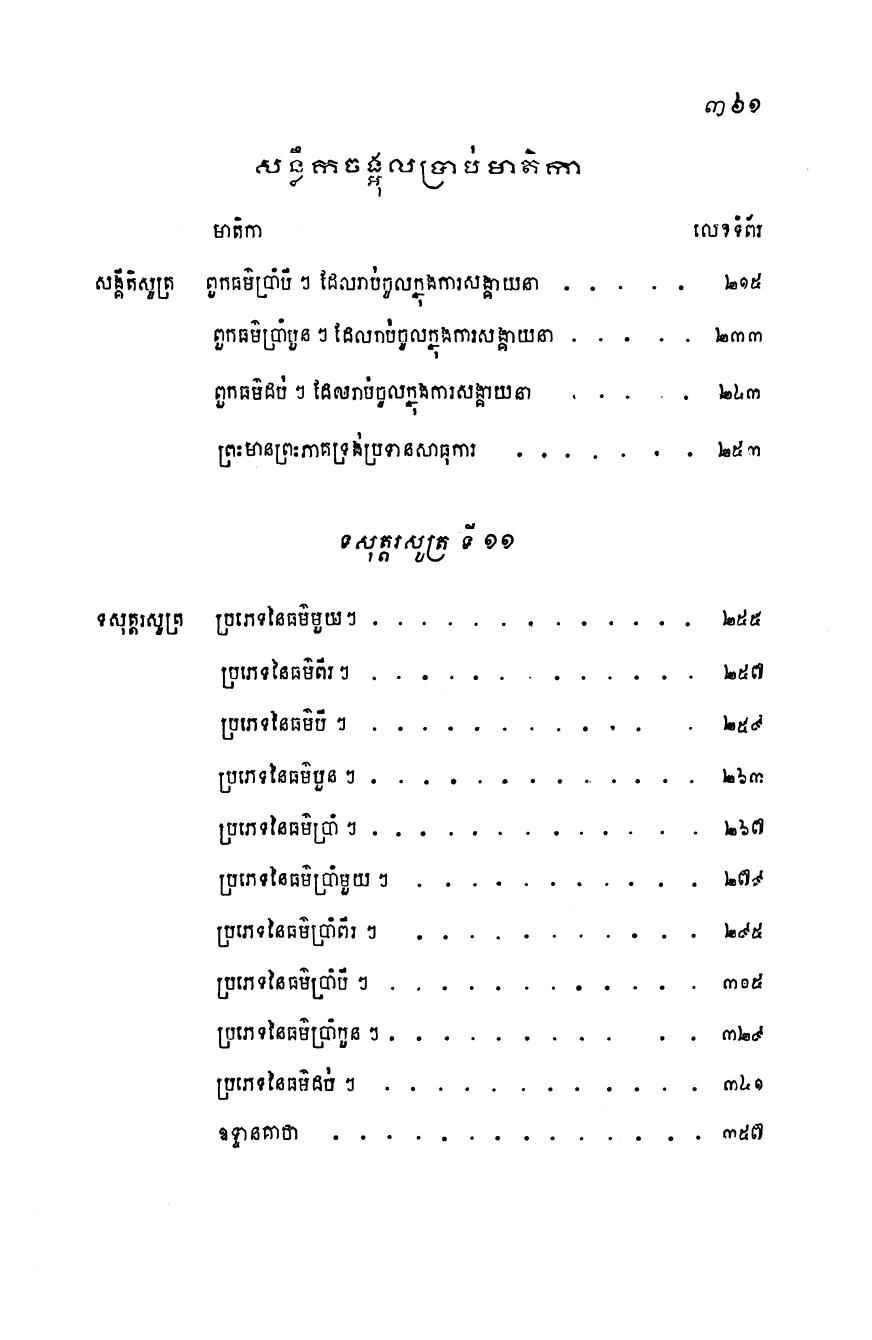 ៣៦១
សន្លឹកចង្អុលប្រាប់មាតិកា
មាតិកា លេខទំព័រ
សង្គីតិសូត្រ ពួកធម៌ប្រាំបី ៗ ដែលរាប់ចូលក្នុងការសង្គាយនា . . . . . ២១៥
ពួកធម៌ប្រាំបួន ៗ ដែលរាប់ចូលក្នុងការសង្គាយនា . . . . . ២៣៣
ពួកធម៌ដប់ ៗ ដែលរាប់ចូលក្នុងការសង្គាយនា . . . . . ២៤៣
ព្រះមានព្រះភាគទ្រង់ប្រទានសាធុការ . . . . . . . ២៥៣
ទសុត្តរសូត្រ ទី ១១
ទសុត្តរសូត្រ ប្រភេទនៃធម៌មួយៗ . . . . . . . . . . . . . ២៥៥
ប្រភេទនៃធម៌ពីរ ៗ . . . . . . . . . . . . . ២៥៧
ប្រភេទនៃធម៌បី ៗ . . . . . . . . . . . . ២៥៩
ប្រភេទនៃធម៌បួន ៗ . . . . . . . . . . . . . ២៦៣
ប្រភេទនៃធម៌ប្រាំ ៗ . . . . . . . . . . . . . ២៦៧
ប្រភេទនៃធម៌ប្រាំមួយ ៗ . . . . . . . . . . . ២៧៩
ប្រភេទនៃធម៌ប្រាំពីរ ៗ . . . . . . . . . . . ២៩៥
ប្រភេទនៃធម៌ប្រាំបី ៗ . . . . . . . . . . . . ៣០៥
ប្រភេទនៃធម៌ប្រាំបួន ៗ . . . . . . . . . . . ៣២៩
ប្រភេទនៃធម៌ដប់ ៗ . . . . . . . . . . . . ៣៤១
ឧទ្ទានគាថា . . . . . . . . . . . . . . ៣៥៧